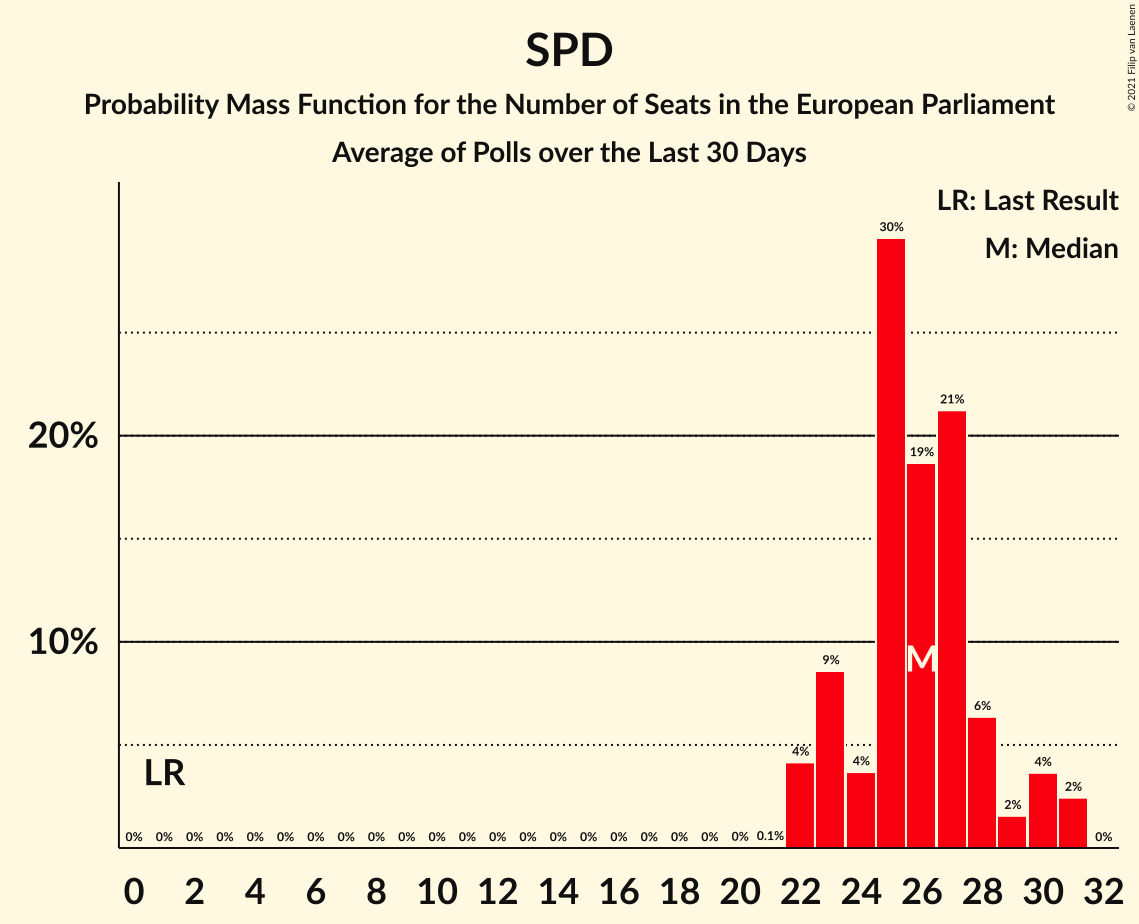 SPD
Probability Mass Function for the Number of Seats in the European Parliament
Average of Polls over the Last 30 Days
© 2021 Filip van Laenen
LR: Last Result
M: Median
30%
21%
20%
19%
10%
M
9%
6%
4%
4%
4%
2%
2%
LR
0% 0% 0% 0% 0% 0% 0% 0% 0% 0% 0% 0% 0% 0% 0% 0% 0% 0% 0% 0% 0% 0.1% 0%
0 2 4 6 8 10 12 14 16 18 20 22 24 26 28 30 32